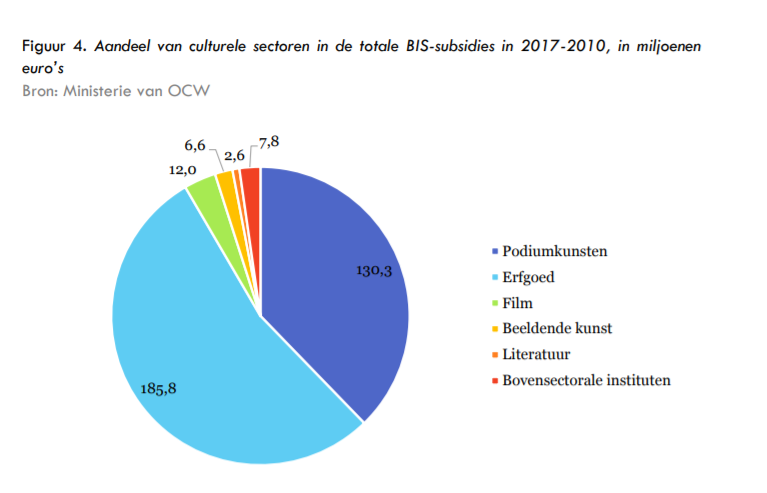 Figuur 4. Aandeel van culturele sectoren in de totale BIS-subsidies in 2017-2010, in miljoenen
euro's
Bron: Ministerie van OCW
6,6
2,6
7,8
12,0
130,3
185,8
Podiumkunsten
Erfgoed
Film
Beeldende kunst
Literatuur
Bovensectorale instituten